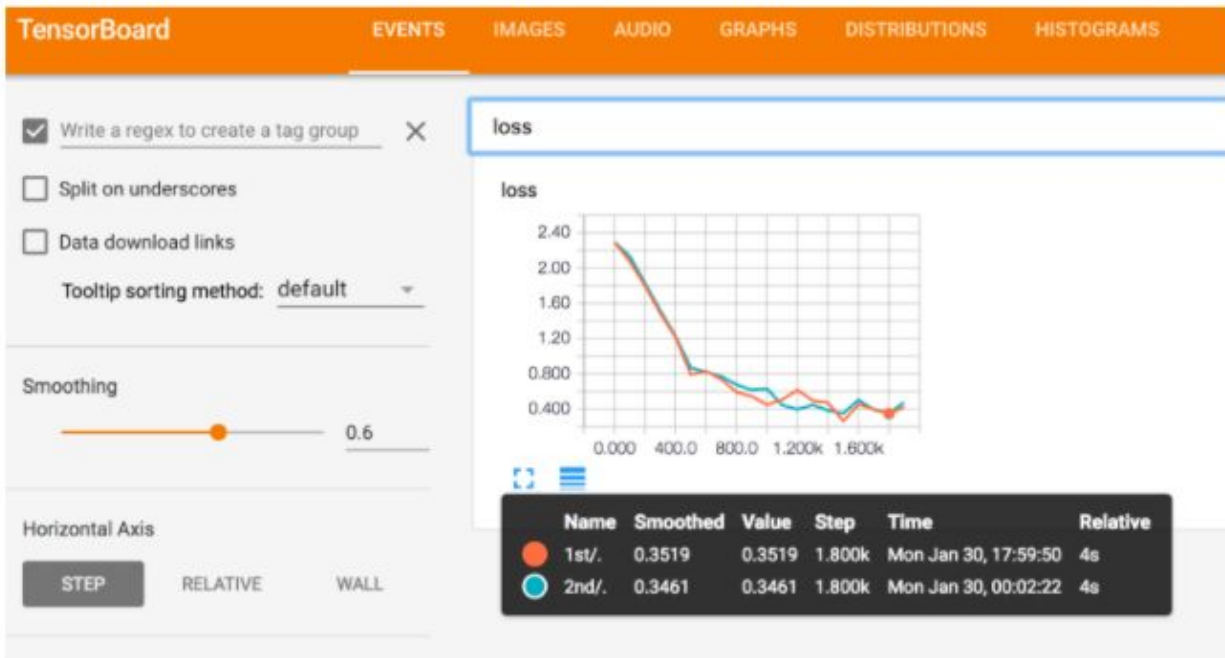 TensorBoard EVENTS IMAGES AUDIO GRAPHS DISTRIBUTIONS HISTOGRAMS
Write a regex to create a tag group
Split on underscores
Data download links
Tooltip sorting method: default
Smoothing
0.6
Horizontal Axis
STEP RELATIVE WALL
loss
loss
2.40
2.00
1.60
1.20
0.800
0.400
0.000 400.0 800.0 1.200k 1.600k
Name Smoothed Value Step Time Relative
1st/. 0.3519 0.3519 1.800k Mon Jan 30, 17:59:50 4s
2nd/. 0.3461 0.3461 1.800k Mon Jan 30, 00:02:22 4s